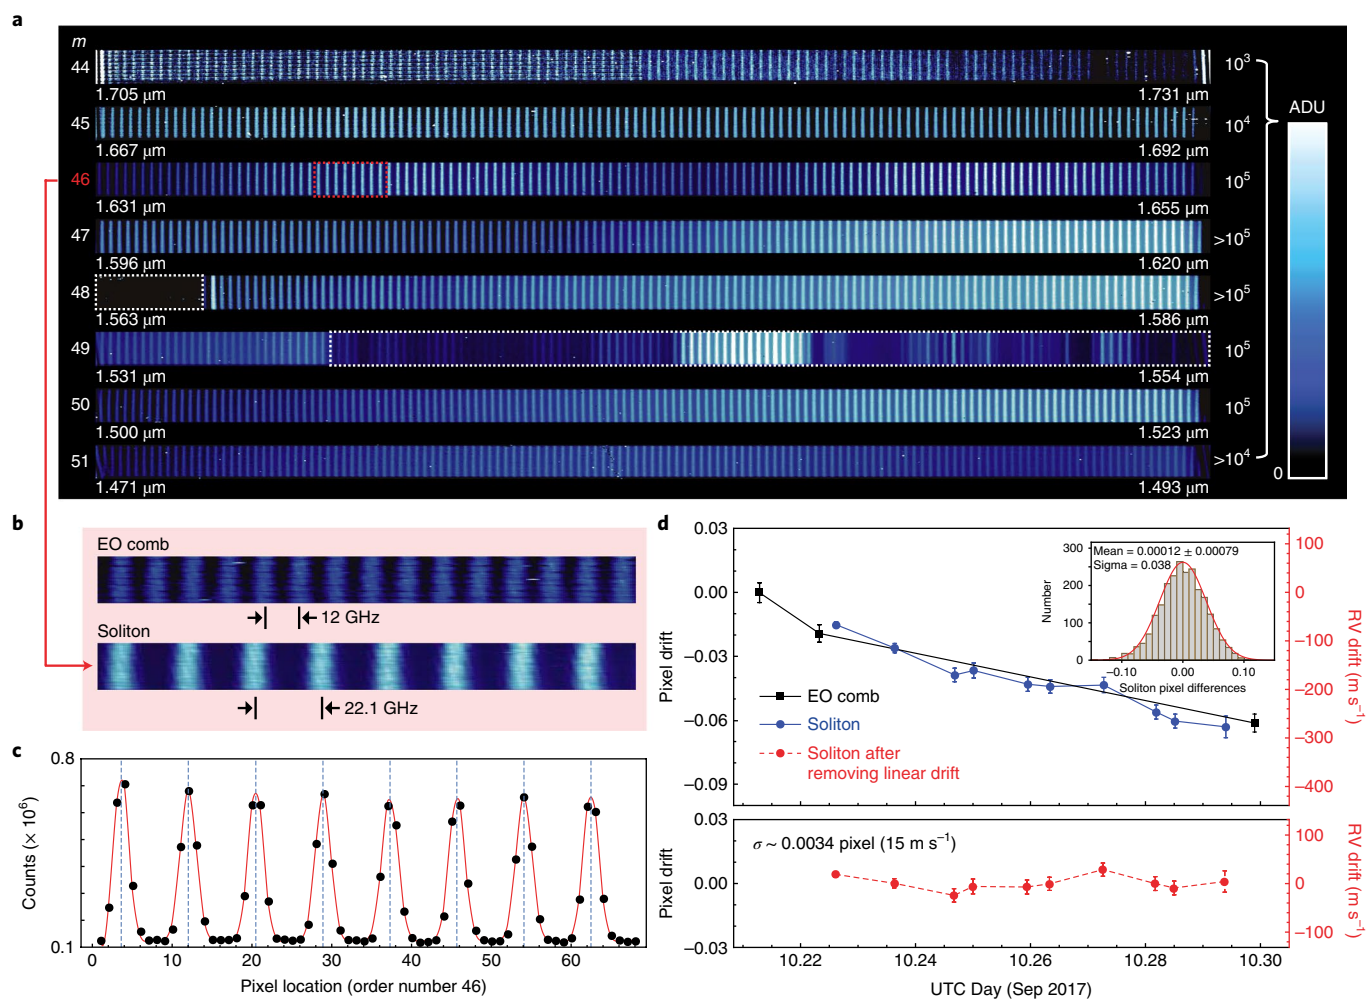 a
m
44
10³
1.705 μm
1.731 μm
ADU
45
10⁴
1.667 μm
1.692 μm
46
10⁵
1.631 μm
1.655 μm
47
>10⁵
1.596 μm
1.620 μm
48
>10⁵
1.563 μm
1.586 μm
49
10⁵
1.531 μm
1.554 μm
50
10⁵
1.500 μm
1.523 μm
51
>10⁴
0
1.471 μm
1.493 μm
b
EO comb
12 GHz
Soliton
22.1 GHz
c
0.8
0.1
Counts (× 10⁶)
0
10
20
30
40
50
60
Pixel location (order number 46)
d
0.03
0.00
−0.03
−0.06
−0.09
Pixel drift
100
0
−100
−200
−300
−400
RV drift (m s⁻¹)
EO comb
Soliton
Soliton after
removing linear drift
Mean = 0.00012 ± 0.00079
Sigma = 0.038
300
200
100
0
Number
−0.10
0.00
0.10
Soliton pixel differences
0.03
0.00
−0.03
Pixel drift
σ ~ 0.0034 pixel (15 m s⁻¹)
100
0
−100
RV drift (m s⁻¹)
10.22
10.24
10.26
10.28
10.30
UTC Day (Sep 2017)